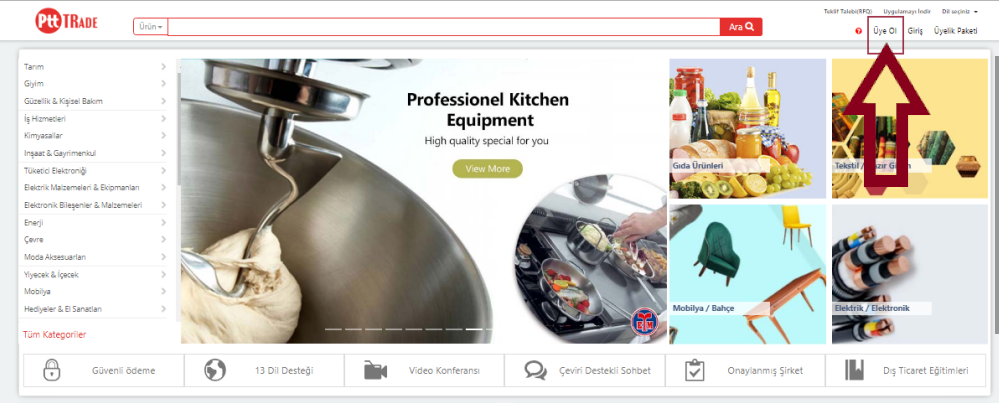 Ptt TRADE
Ürün
Ara
Teklif Talebi(RFQ) Uygulamayı İndir Dil seçiniz
Üye Ol Giriş Üyelik Paketi
Tarım
Giyim
Güzellik & Kişisel Bakım
İş Hizmetleri
Kimyasallar
İnşaat & Gayrimenkul
Tüketici Elektroniği
Elektrik Malzemeleri & Ekipmanları
Elektronik Bileşenler & Malzemeleri
Enerji
Çevre
Moda Aksesuarları
Yiyecek & İçecek
Mobilya
Hediyeler & El Sanatları
Tüm Kategoriler
Professionel Kitchen
Equipment
High quality special for you
View More
Gıda Ürünleri
Tekstil /
Mobilya / Bahçe
Elektrik / Elektronik
Güvenli ödeme
13 Dil Desteği
Video Konferansı
Çeviri Destekli Sohbet
Onaylanmış Şirket
Dış Ticaret Eğitimleri